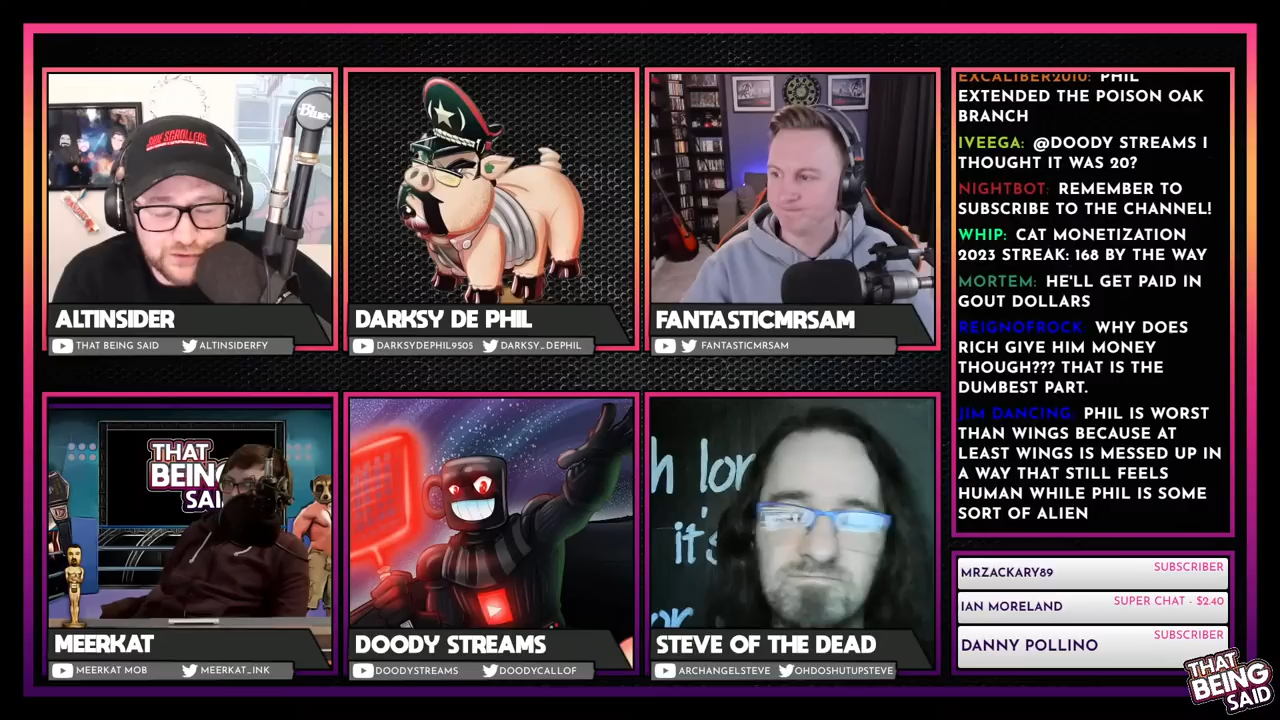 SIDE SCROLLERS
Blue
ALTINSIDER
THAT BEING SAID
ALTINSIDERFY
DARKSY DE PHIL
DARKSYDEPHIL9505
DARKSY_DEPHIL
FANTASTICMRSAM
FANTASTICMRSAM
THAT
BEING
SAID
MEERKAT
MEERKAT MOB
MEERKAT_INK
DOODY STREAMS
DOODYSTREAMS
DOODYCALLOF
it's
STEVE OF THE DEAD
ARCHANGELSTEVE
OHDOSHUTUPSTEVE
EXCALIBER2010: PHIL
EXTENDED THE POISON OAK
BRANCH
IVEEGA: @DOODY STREAMS I
THOUGHT IT WAS 20?
NIGHTBOT: REMEMBER TO
SUBSCRIBE TO THE CHANNEL!
WHIP: CAT MONETIZATION
2023 STREAK: 168 BY THE WAY
MORTEM: HE'LL GET PAID IN
GOUT DOLLARS
REIGNOFROCK: WHY DOES
RICH GIVE HIM MONEY
THOUGH??? THAT IS THE
DUMBEST PART.
JIM DANCING: PHIL IS WORST
THAN WINGS BECAUSE AT
LEAST WINGS IS MESSED UP IN
A WAY THAT STILL FEELS
HUMAN WHILE PHIL IS SOME
SORT OF ALIEN
MRZACKARY89 SUBSCRIBER
IAN MORELAND SUPER CHAT - $2.40
DANNY POLLINO SUBSCRIBER
THAT
BEING
SAID